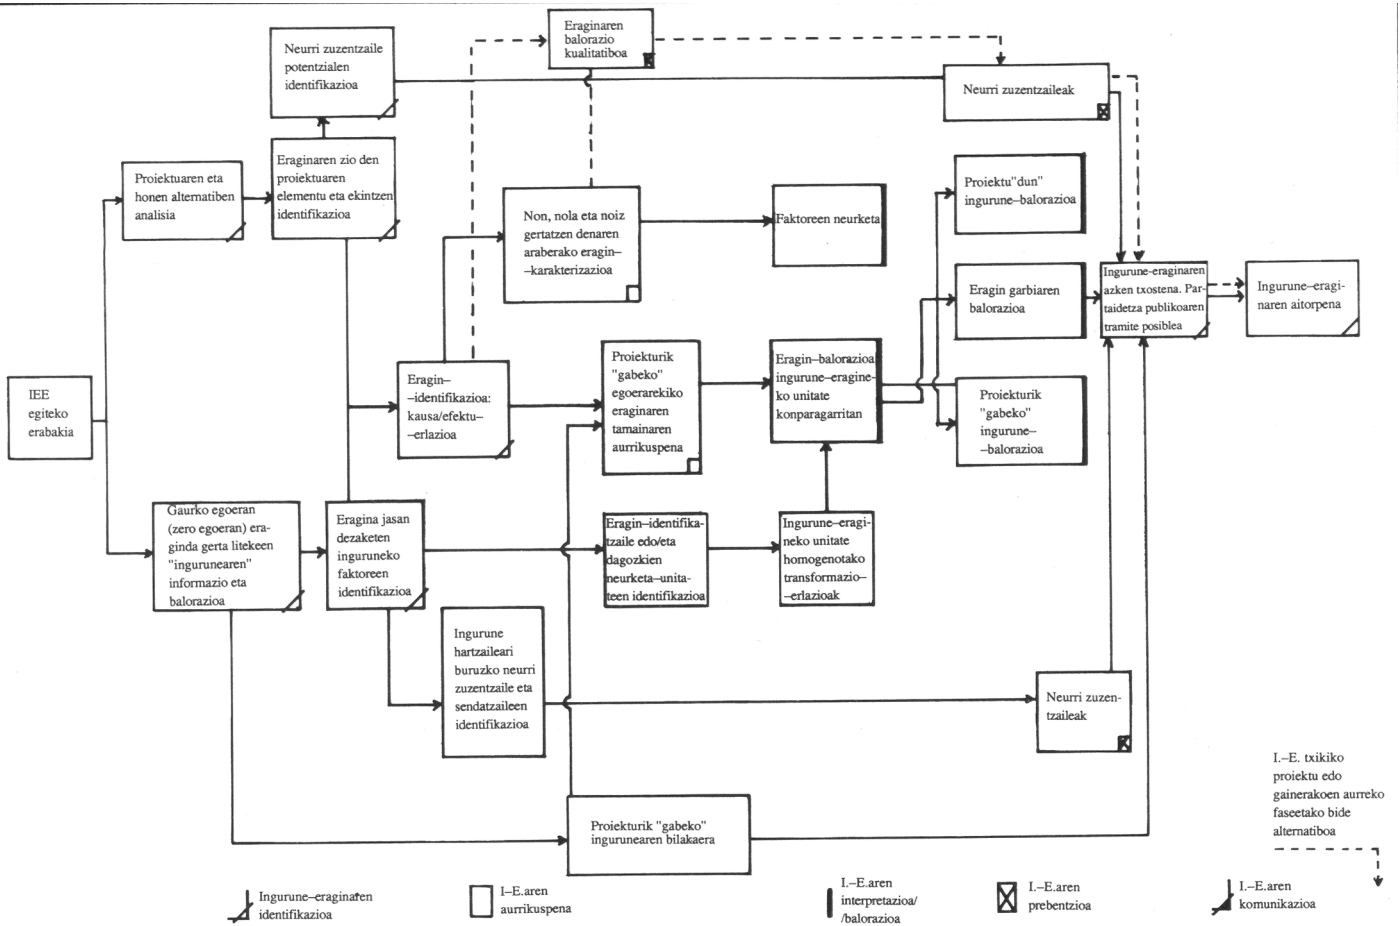 Eraginaren
balorazio
kualitatiboa
Neurri zuzentzaile
potentzialen
identifikazioa
Neurri zuzentzaileak
Eraginaren zio den
proiektuaren
elementu eta ekintzen
identifikazioa
Proiektuaren eta
honen alternatiben
analisia
Non, nola eta noiz
gertatzen denaren
araberako eragin–
–karakterizazioa
Faktoreen neurketa
Proiektu"dun"
ingurune–balorazioa
Eragin garbiaren
balorazioa
Ingurune-eraginaren
azken txostena. Par-
taidetza publikoaren
tramite posiblea
Ingurune–eragi-
naren aitorpena
IEE
egiteko
erabakia
Eragin–
–identifikazioa:
kausa/efektu–
–erlazioa
Proiekturik
"gabeko"
egoerarekiko
eraginaren
tamainaren
aurrikuspena
Eragin–balorazioa
ingurune–eragine-
ko unitate
konparagarritan
Proiekturik
"gabeko"
ingurune–
–balorazioa
Gaurko egoeran
(zero egoeran) era-
ginda gerta litekeen
"ingurunearen"
informazio eta
balorazioa
Eragina jasan
dezaketen
inguruneko
faktoreen
identifikazioa
Eragin–identifika-
tzaile edo/eta
dagozkien
neurketa–unita-
teen identifikazioa
Ingurune–eragi-
neko unitate
homogenotako
transformazio–
–erlazioak
Ingurune
hartzaileari
buruzko neurri
zuzentzaile eta
sendatzaileen
identifikazioa
Neurri zuzen-
tzaileak
Proiekturik "gabeko"
ingurunearen bilakaera
I.–E. txikiko
proiektu edo
gainerakoen aurreko
faseetako bide
alternatiboa
Ingurune–eraginaren
identifikazioa
I–E.aren
aurrikuspena
I.–E.aren
interpretazioa/
/balorazioa
I.–E.aren
prebentzioa
I.–E.aren
komunikazioa